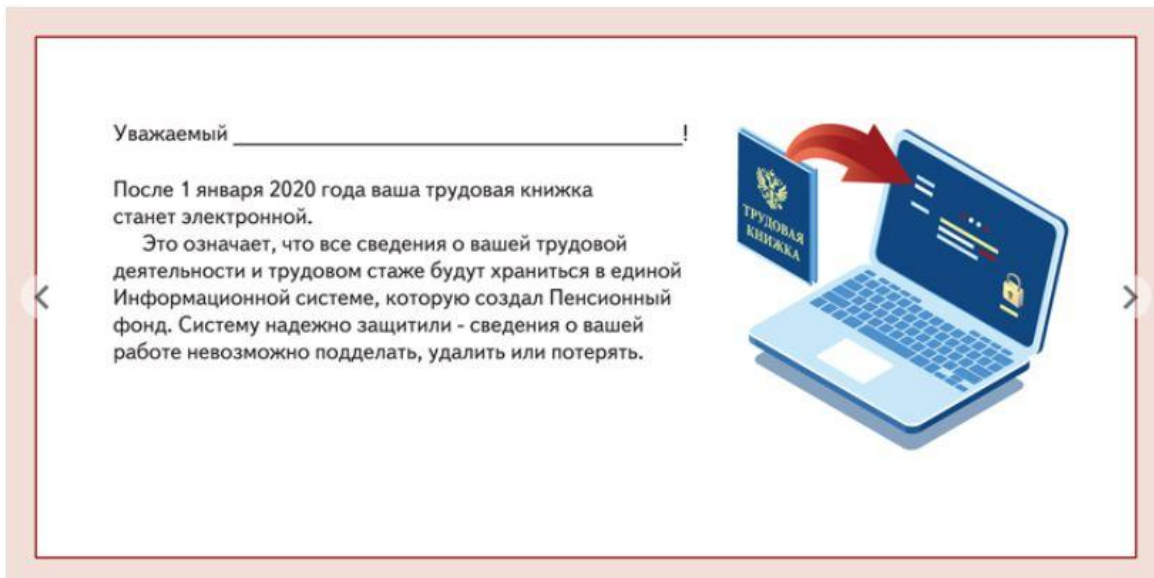 Уважаемый ______________________________!
После 1 января 2020 года ваша трудовая книжка
станет электронной.
Это означает, что все сведения о вашей трудовой
деятельности и трудовом стаже будут храниться в единой
Информационной системе, которую создал Пенсионный
фонд. Систему надежно защитили - сведения о вашей
работе невозможно подделать, удалить или потерять.
ТРУДОВАЯ
КНИЖКА